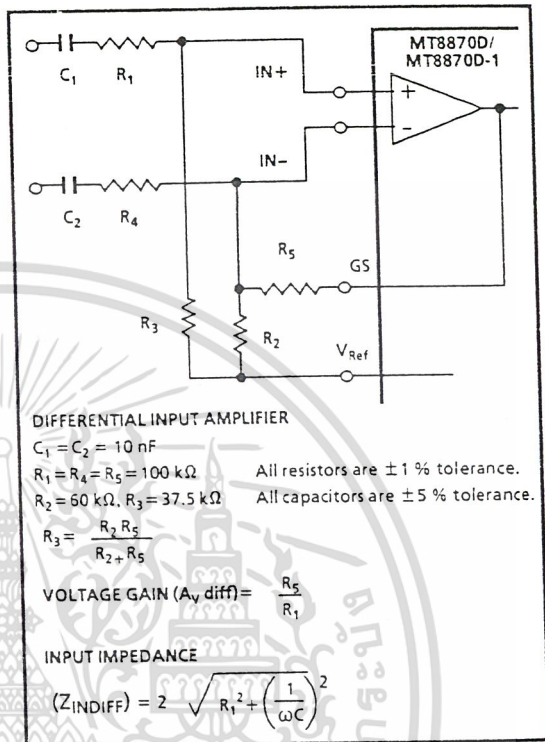 MT8870D/
MT8870D-1
IN+
+
C₁ R₁
IN-
-
C₂ R₄
R₅
GS
R₃
R₂
V_Ref
DIFFERENTIAL INPUT AMPLIFIER
C₁ = C₂ = 10 nF
R₁ = R₄ = R₅ = 100 kΩ All resistors are ±1 % tolerance.
R₂ = 60 kΩ, R₃ = 37.5 kΩ All capacitors are ±5 % tolerance.
R₃ = R₂ R₅ / R₂ + R₅
VOLTAGE GAIN (A_v diff) = R₅ / R₁
INPUT IMPEDANCE
(Z_INDIFF) = 2 √ R₁² + (1 / ωC)²